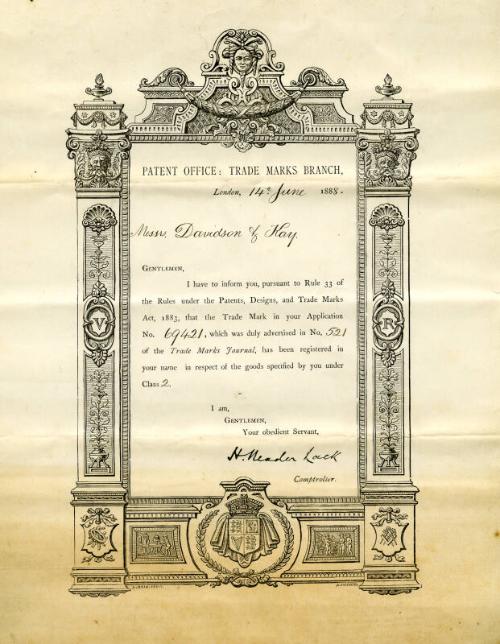 PATENT OFFICE: TRADE MARKS BRANCH,
London, 14th June 1888.
Messrs. Davidson & Kay.
GENTLEMEN,
I have to inform you, pursuant to Rule 33 of
the Rules under the Patents, Designs, and Trade Marks
Act, 1883, that the Trade Mark in your Application
No. 69421, which was duly advertised in No. 521
of the Trade Marks Journal, has been registered in
your name in respect of the goods specified by you under
Class 2.
I am,
GENTLEMEN,
Your obedient Servant,
H. Reader Lack
Comptroller.
V
R